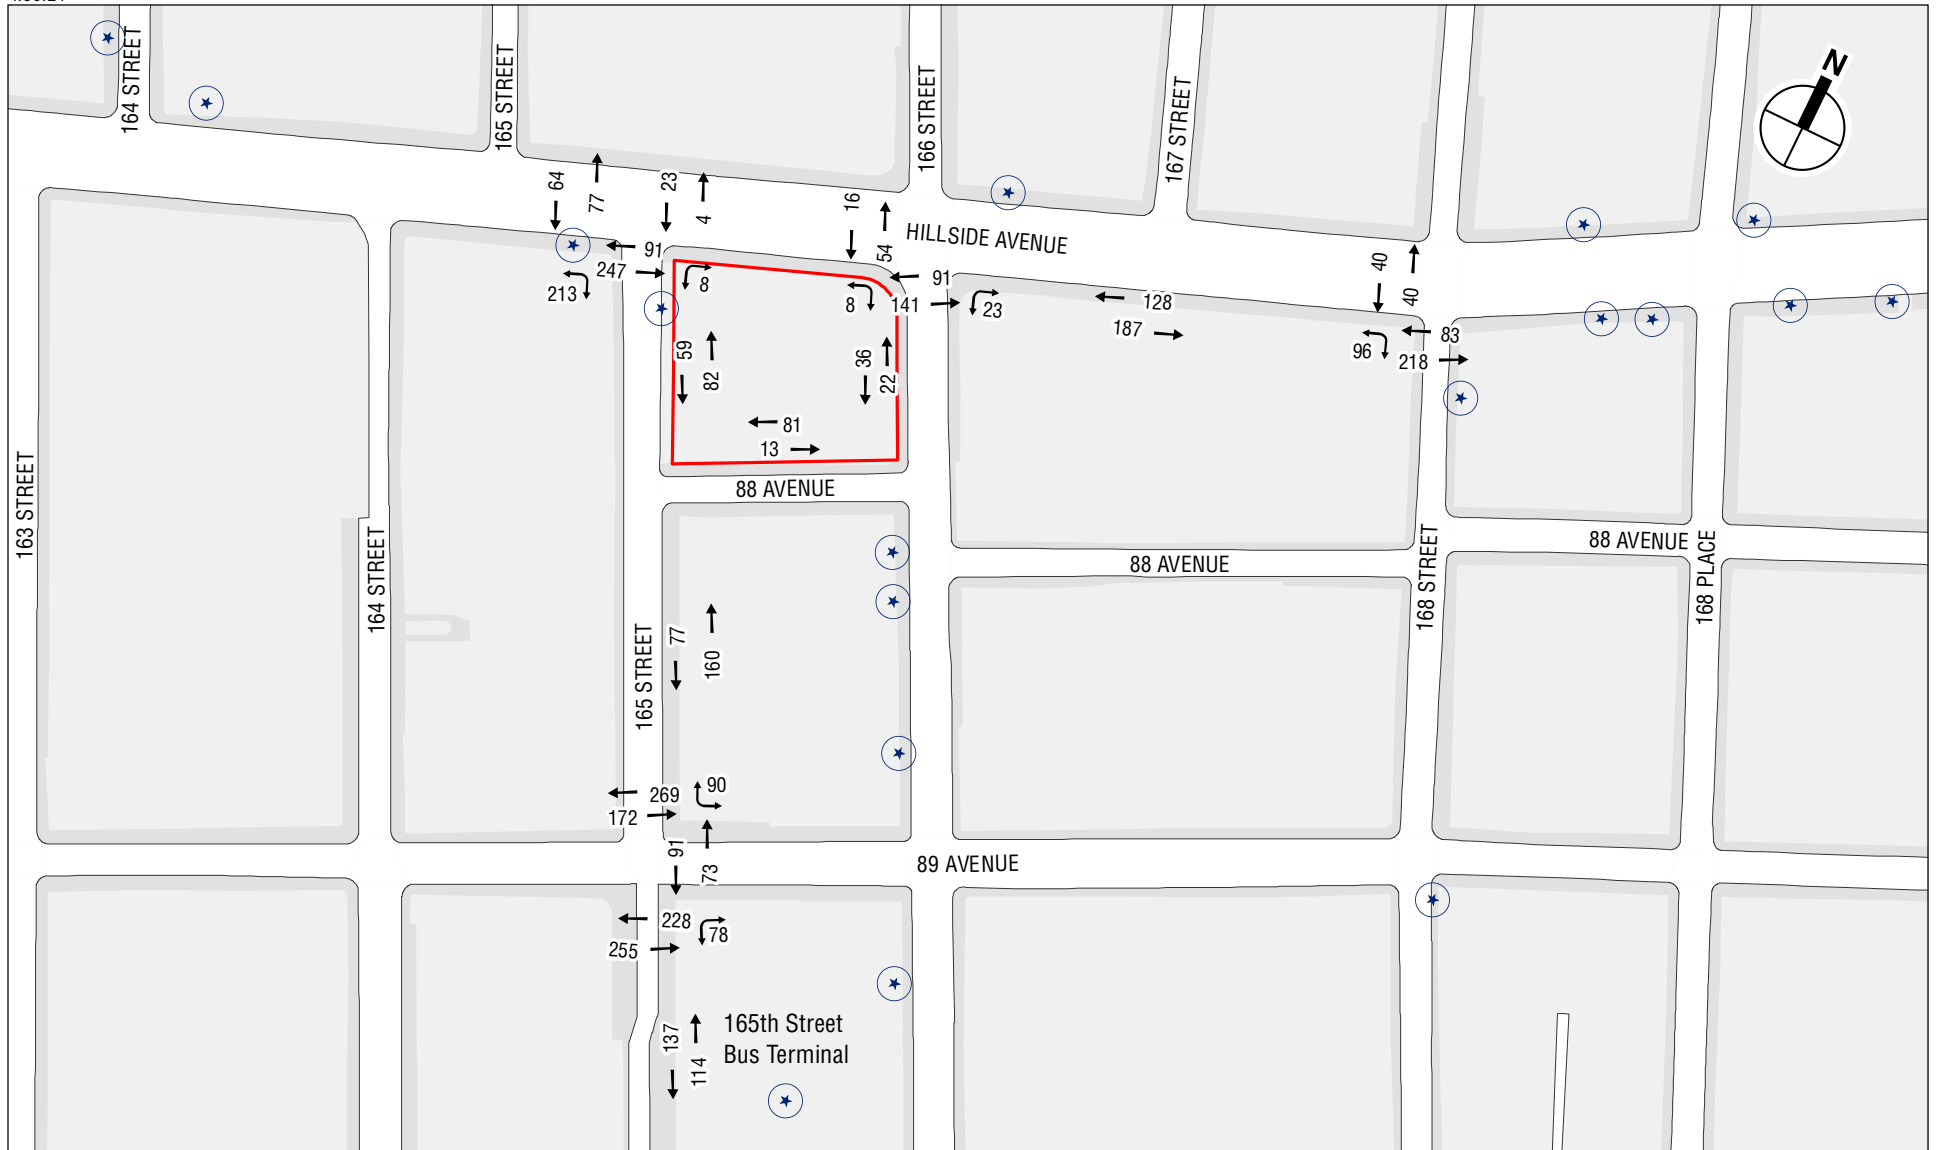 164 STREET
165 STREET
166 STREET
167 STREET
N
64
77
23
4
16
54
HILLSIDE AVENUE
91
247
213
8
8
141
91
23
128
187
40
40
96
83
218
59
82
36
22
81
13
88 AVENUE
163 STREET
164 STREET
165 STREET
77
160
88 AVENUE
168 STREET
88 AVENUE
168 PLACE
269
90
172
91
73
89 AVENUE
228
78
255
137
114
165th Street
Bus Terminal